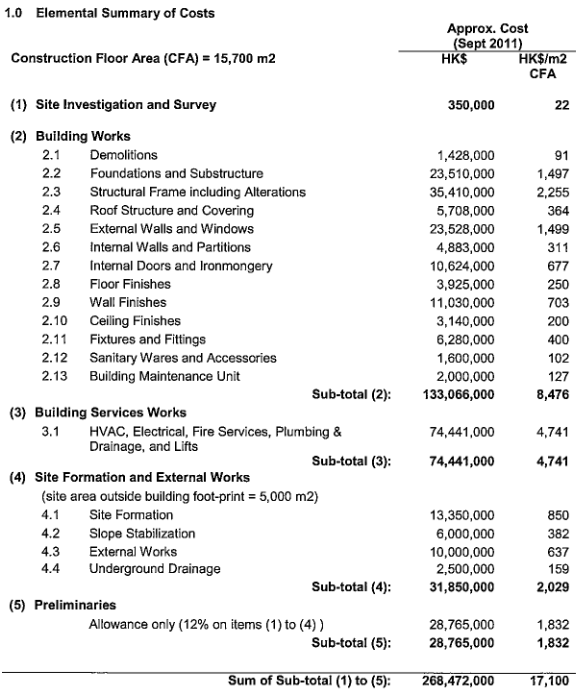 1.0 Elemental Summary of Costs
Approx. Cost
(Sept 2011)
Construction Floor Area (CFA) = 15,700 m2 HK$ HK$/m2
CFA
(1) Site Investigation and Survey 350,000 22
(2) Building Works
2.1 Demolitions 1,428,000 91
2.2 Foundations and Substructure 23,510,000 1,497
2.3 Structural Frame including Alterations 35,410,000 2,255
2.4 Roof Structure and Covering 5,708,000 364
2.5 External Walls and Windows 23,528,000 1,499
2.6 Internal Walls and Partitions 4,883,000 311
2.7 Internal Doors and Ironmongery 10,624,000 677
2.8 Floor Finishes 3,925,000 250
2.9 Wall Finishes 11,030,000 703
2.10 Ceiling Finishes 3,140,000 200
2.11 Fixtures and Fittings 6,280,000 400
2.12 Sanitary Wares and Accessories 1,600,000 102
2.13 Building Maintenance Unit 2,000,000 127
Sub-total (2): 133,066,000 8,476
(3) Building Services Works
3.1 HVAC, Electrical, Fire Services, Plumbing & 74,441,000 4,741
Drainage, and Lifts
Sub-total (3): 74,441,000 4,741
(4) Site Formation and External Works
(site area outside building foot-print = 5,000 m2)
4.1 Site Formation 13,350,000 850
4.2 Slope Stabilization 6,000,000 382
4.3 External Works 10,000,000 637
4.4 Underground Drainage 2,500,000 159
Sub-total (4): 31,850,000 2,029
(5) Preliminaries
Allowance only (12% on items (1) to (4) ) 28,765,000 1,832
Sub-total (5): 28,765,000 1,832
Sum of Sub-total (1) to (5): 268,472,000 17,100